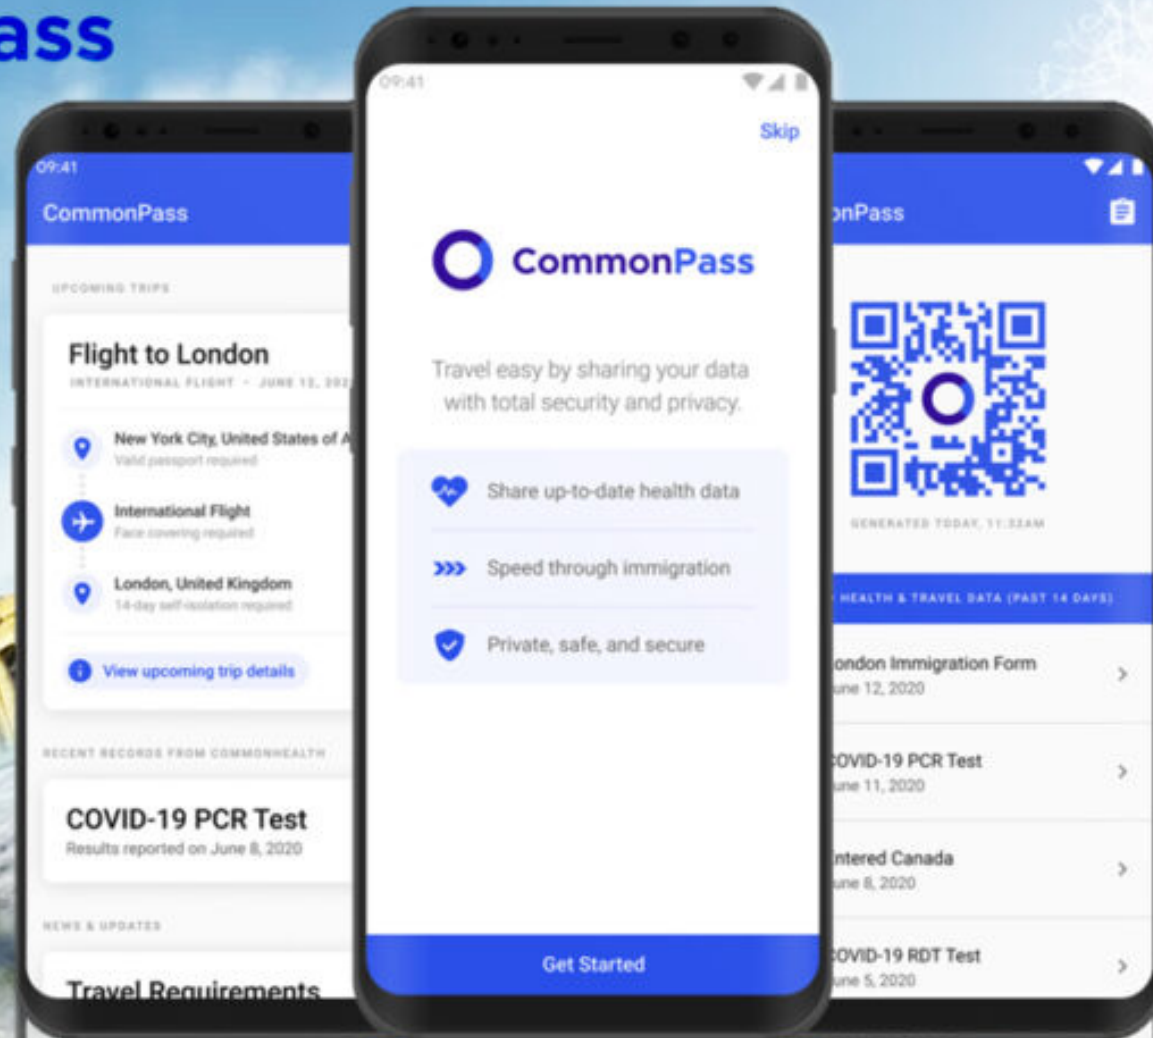 ass
09:41
CommonPass
UPCOMING TRIPS
Flight to London
INTERNATIONAL FLIGHT • JUNE 12, 202
New York City, United States of A
Valid passport required
International Flight
Face covering required
London, United Kingdom
14-day self-isolation required
View upcoming trip details
RECENT RECORDS FROM COMMONHEALTH
COVID-19 PCR Test
Results reported on June 8, 2020
NEWS & UPDATES
Travel Requirements
09:41
Skip
CommonPass
Travel easy by sharing your data
with total security and privacy.
Share up-to-date health data
Speed through immigration
Private, safe, and secure
Get Started
onPass
GENERATED TODAY, 11:33AM
HEALTH & TRAVEL DATA (PAST 14 DAYS)
ondon Immigration Form
une 12, 2020
OVID-19 PCR Test
une 11, 2020
ntered Canada
une 8, 2020
OVID-19 RDT Test
une 5, 2020